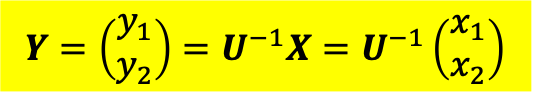 𝒀 = (y₁ y₂) = 𝑼⁻¹𝑿 = 𝑼⁻¹ (x₁ x₂)